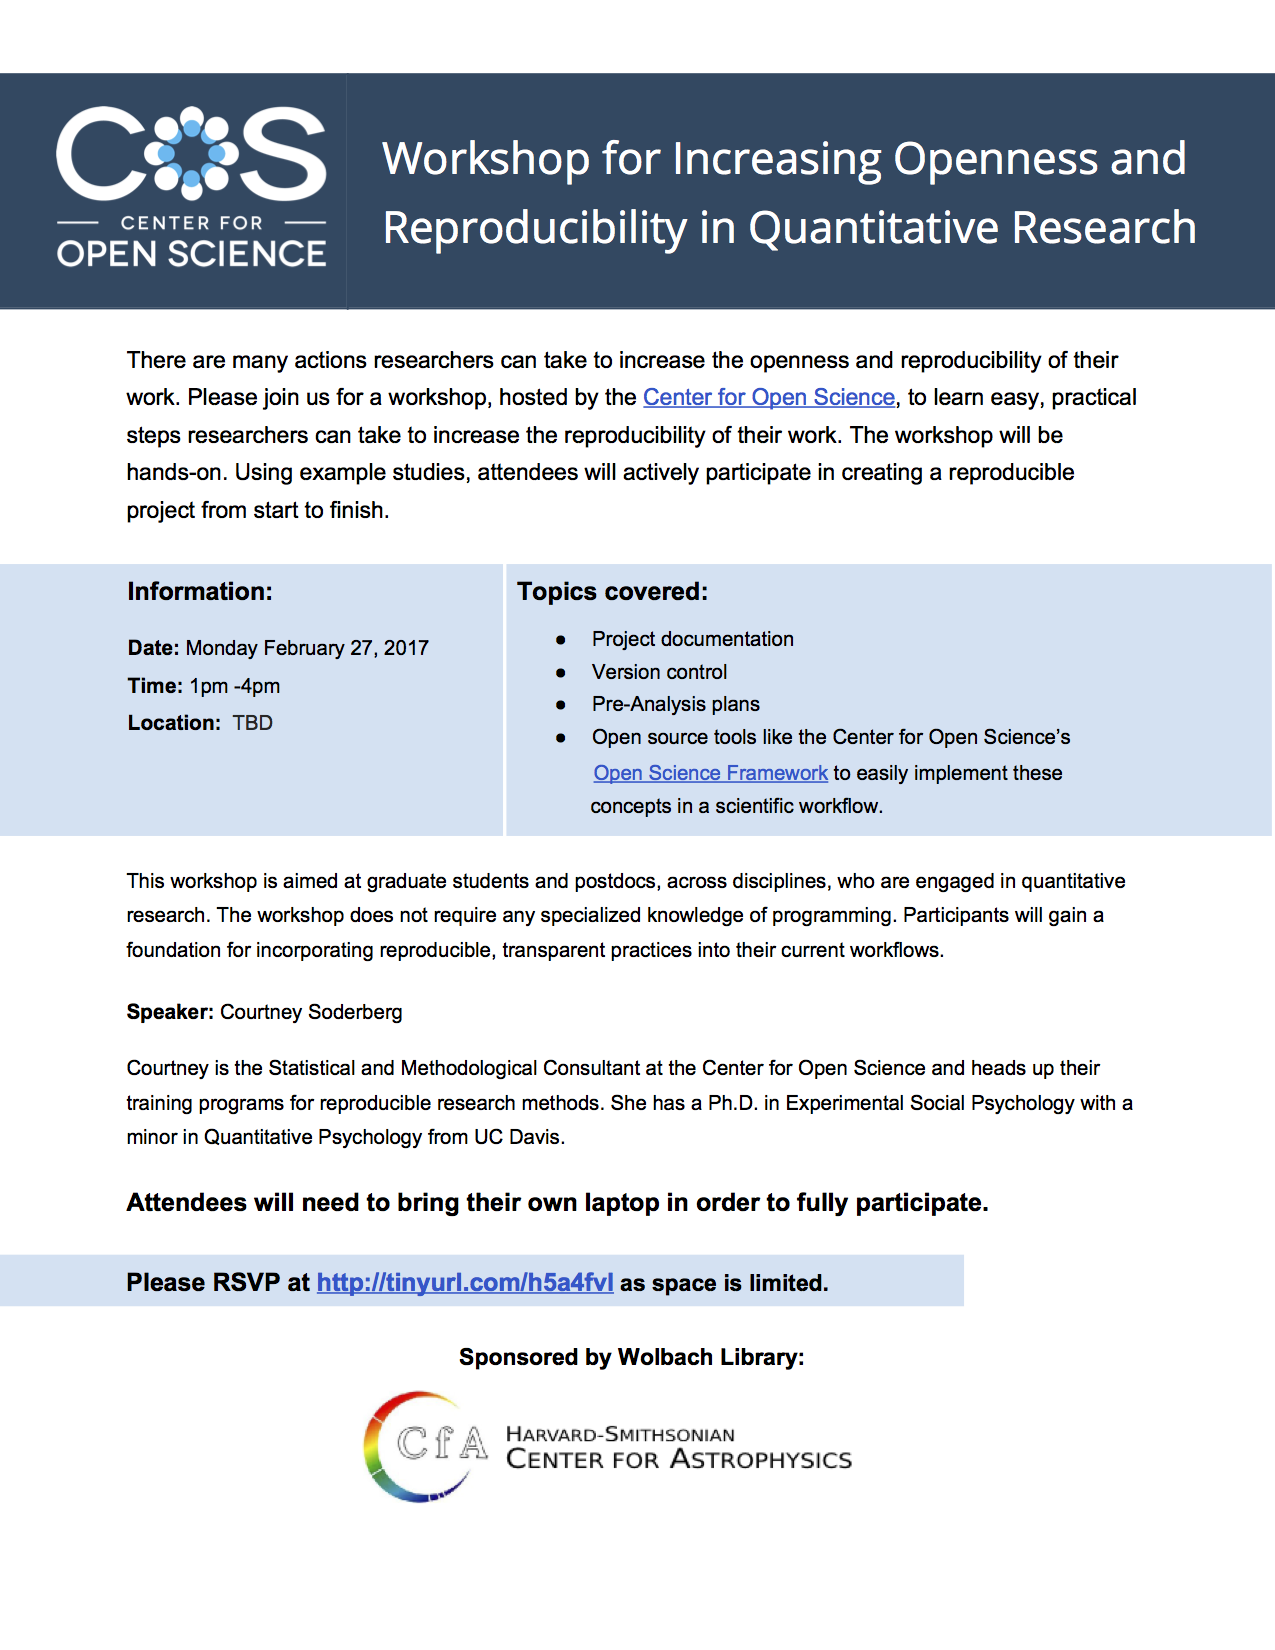 COS
CENTER FOR
OPEN SCIENCE
Workshop for Increasing Openness and
Reproducibility in Quantitative Research
There are many actions researchers can take to increase the openness and reproducibility of their
work. Please join us for a workshop, hosted by the Center for Open Science, to learn easy, practical
steps researchers can take to increase the reproducibility of their work. The workshop will be
hands-on. Using example studies, attendees will actively participate in creating a reproducible
project from start to finish.
Information:
Date: Monday February 27, 2017
Time: 1pm -4pm
Location: TBD
Topics covered:
● Project documentation
● Version control
● Pre-Analysis plans
● Open source tools like the Center for Open Science’s
Open Science Framework to easily implement these
concepts in a scientific workflow.
This workshop is aimed at graduate students and postdocs, across disciplines, who are engaged in quantitative
research. The workshop does not require any specialized knowledge of programming. Participants will gain a
foundation for incorporating reproducible, transparent practices into their current workflows.
Speaker: Courtney Soderberg
Courtney is the Statistical and Methodological Consultant at the Center for Open Science and heads up their
training programs for reproducible research methods. She has a Ph.D. in Experimental Social Psychology with a
minor in Quantitative Psychology from UC Davis.
Attendees will need to bring their own laptop in order to fully participate.
Please RSVP at http://tinyurl.com/h5a4fvl as space is limited.
Sponsored by Wolbach Library:
CfA
HARVARD-SMITHSONIAN
CENTER FOR ASTROPHYSICS